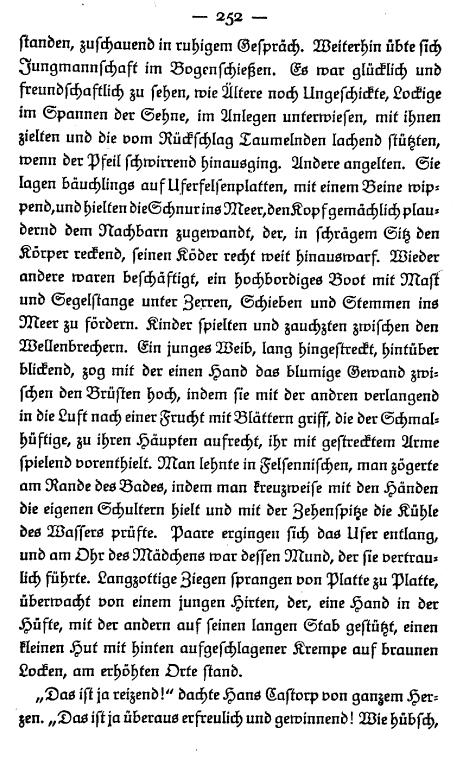 — 252 —
standen, zuschauend in ruhigem Gespräch. Weiterhin übte sich
Jungmannschaft im Bogenschießen. Es war glücklich und
freundschaftlich zu sehen, wie Ältere noch Ungeschickte, Lockige
im Spannen der Sehne, im Anlegen unterwiesen, mit ihnen
zielten und die vom Rückschlag Taumelnden lachend stützten,
wenn der Pfeil schwirrend hinausging. Andere angelten. Sie
lagen bäuchlings auf Uferfelsenplatten, mit einem Beine wip-
pend, und hielten die Schnur ins Meer, den Kopf gemächlich plau-
dernd dem Nachbarn zugewandt, der, in schrägem Sitz den
Körper reckend, seinen Köder recht weit hinauswarf. Wieder
andere waren beschäftigt, ein hochbordiges Boot mit Mast
und Segelstange unter Zerren, Schieben und Stemmen ins
Meer zu fördern. Kinder spielten und jauchzten zwischen den
Wellenbrechern. Ein junges Weib, lang hingestreckt, hintüber
blickend, zog mit der einen Hand das blumige Gewand zwi-
schen den Brüsten hoch, indem sie mit der andren verlangend
in die Luft nach einer Frucht mit Blättern griff, die der Schmal-
hüftige, zu ihren Häupten aufrecht, ihr mit gestrecktem Arme
spielend vorenthielt. Man lehnte in Felsennischen, man zögerte
am Rande des Bades, indem man kreuzweise mit den Händen
die eigenen Schultern hielt und mit der Zehenspitze die Kühle
des Wassers prüfte. Paare ergingen sich das Ufer entlang,
und am Ohr des Mädchens war dessen Mund, der sie vertrau-
lich führte. Langzottige Ziegen sprangen von Platte zu Platte,
überwacht von einem jungen Hirten, der, eine Hand in der
Hüfte, mit der andern auf seinen langen Stab gestützt, einen
kleinen Hut mit hinten aufgeschlagener Krempe auf braunen
Locken, am erhöhten Orte stand.
„Das ist ja reizend!“ dachte Hans Castorp von ganzem Her-
zen. „Das ist ja überaus erfreulich und gewinnend! Wie hübsch,